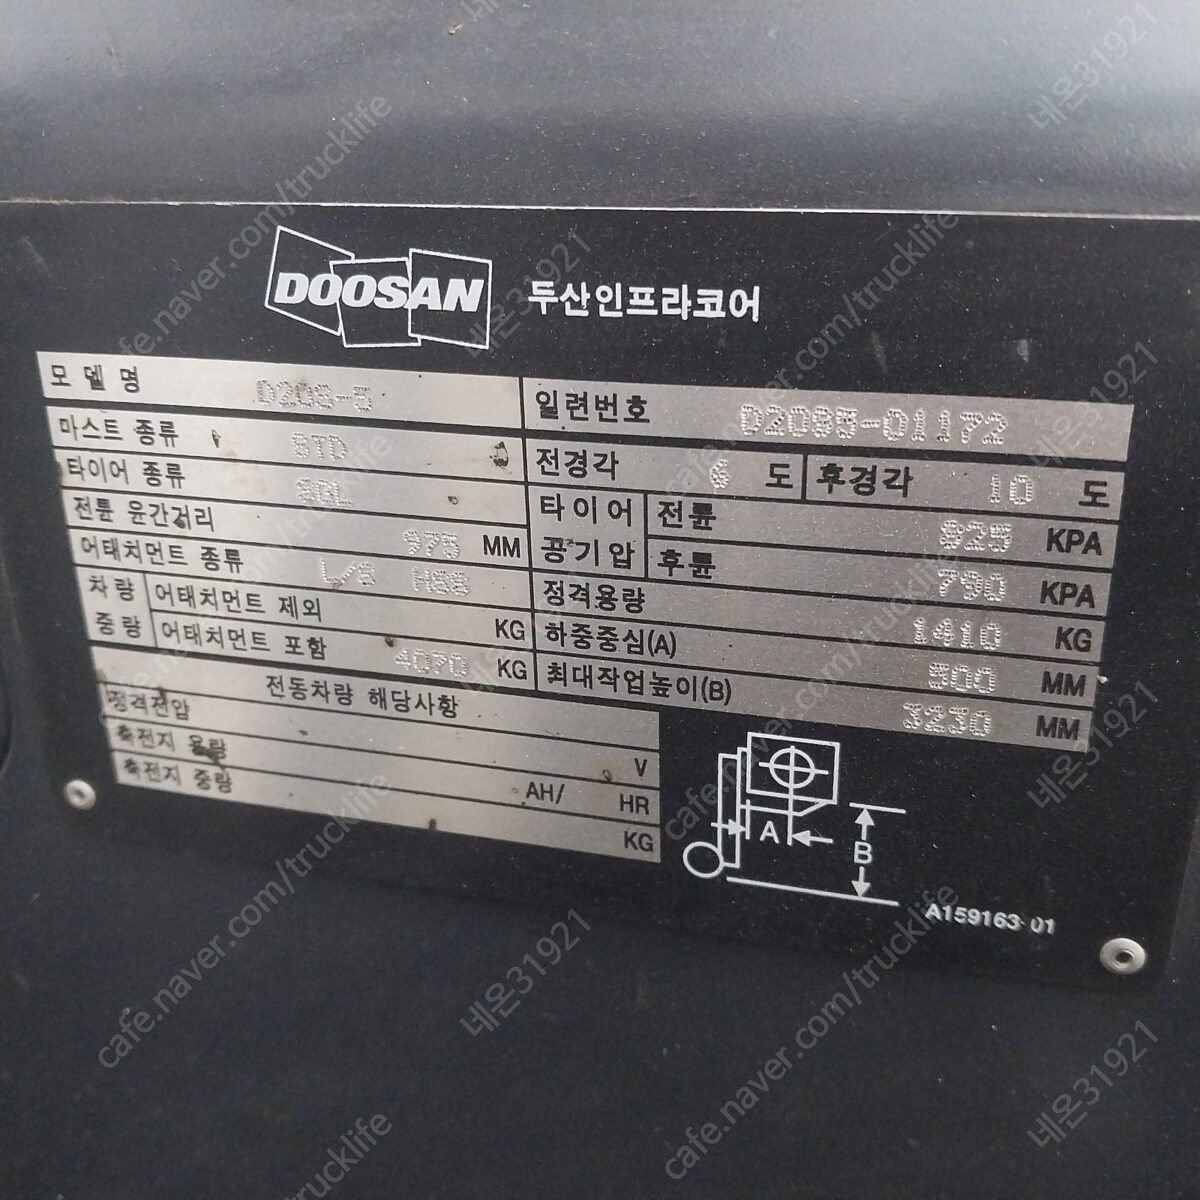 DOOSAN 두산인프라코어
모델명 D20S-5
일련번호 D20S5-01172
마스트 종류 STD
전경각 6 도 후경각 10 도
타이어 종류 SGL
타이어 공기압 전륜 825 KPA
전륜 윤간거리 975 MM
후륜 790 KPA
어태치먼트 종류 L/S HSS
정격용량 1410 KG
차량 중량 어태치먼트 제외 KG
하중중심(A) 500 MM
어태치먼트 포함 4070 KG
최대작업높이(B) 3230 MM
전동차량 해당사항
정격전압 V
축전지 용량 AH/ HR
축전지 중량 KG
A
B
A159163-01
cafe.naver.com/trucklife
네온31921